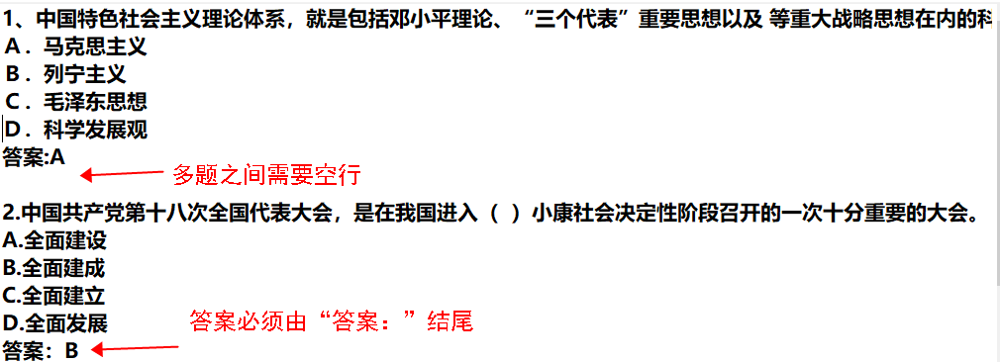 1、中国特色社会主义理论体系，就是包括邓小平理论、“三个代表”重要思想以及 等重大战略思想在内的科
A．马克思主义
B．列宁主义
C．毛泽东思想
D．科学发展观
答案:A
多题之间需要空行
2.中国共产党第十八次全国代表大会，是在我国进入（ ）小康社会决定性阶段召开的一次十分重要的大会。
A.全面建设
B.全面建成
C.全面建立
D.全面发展
答案必须由“答案：”结尾
答案：B